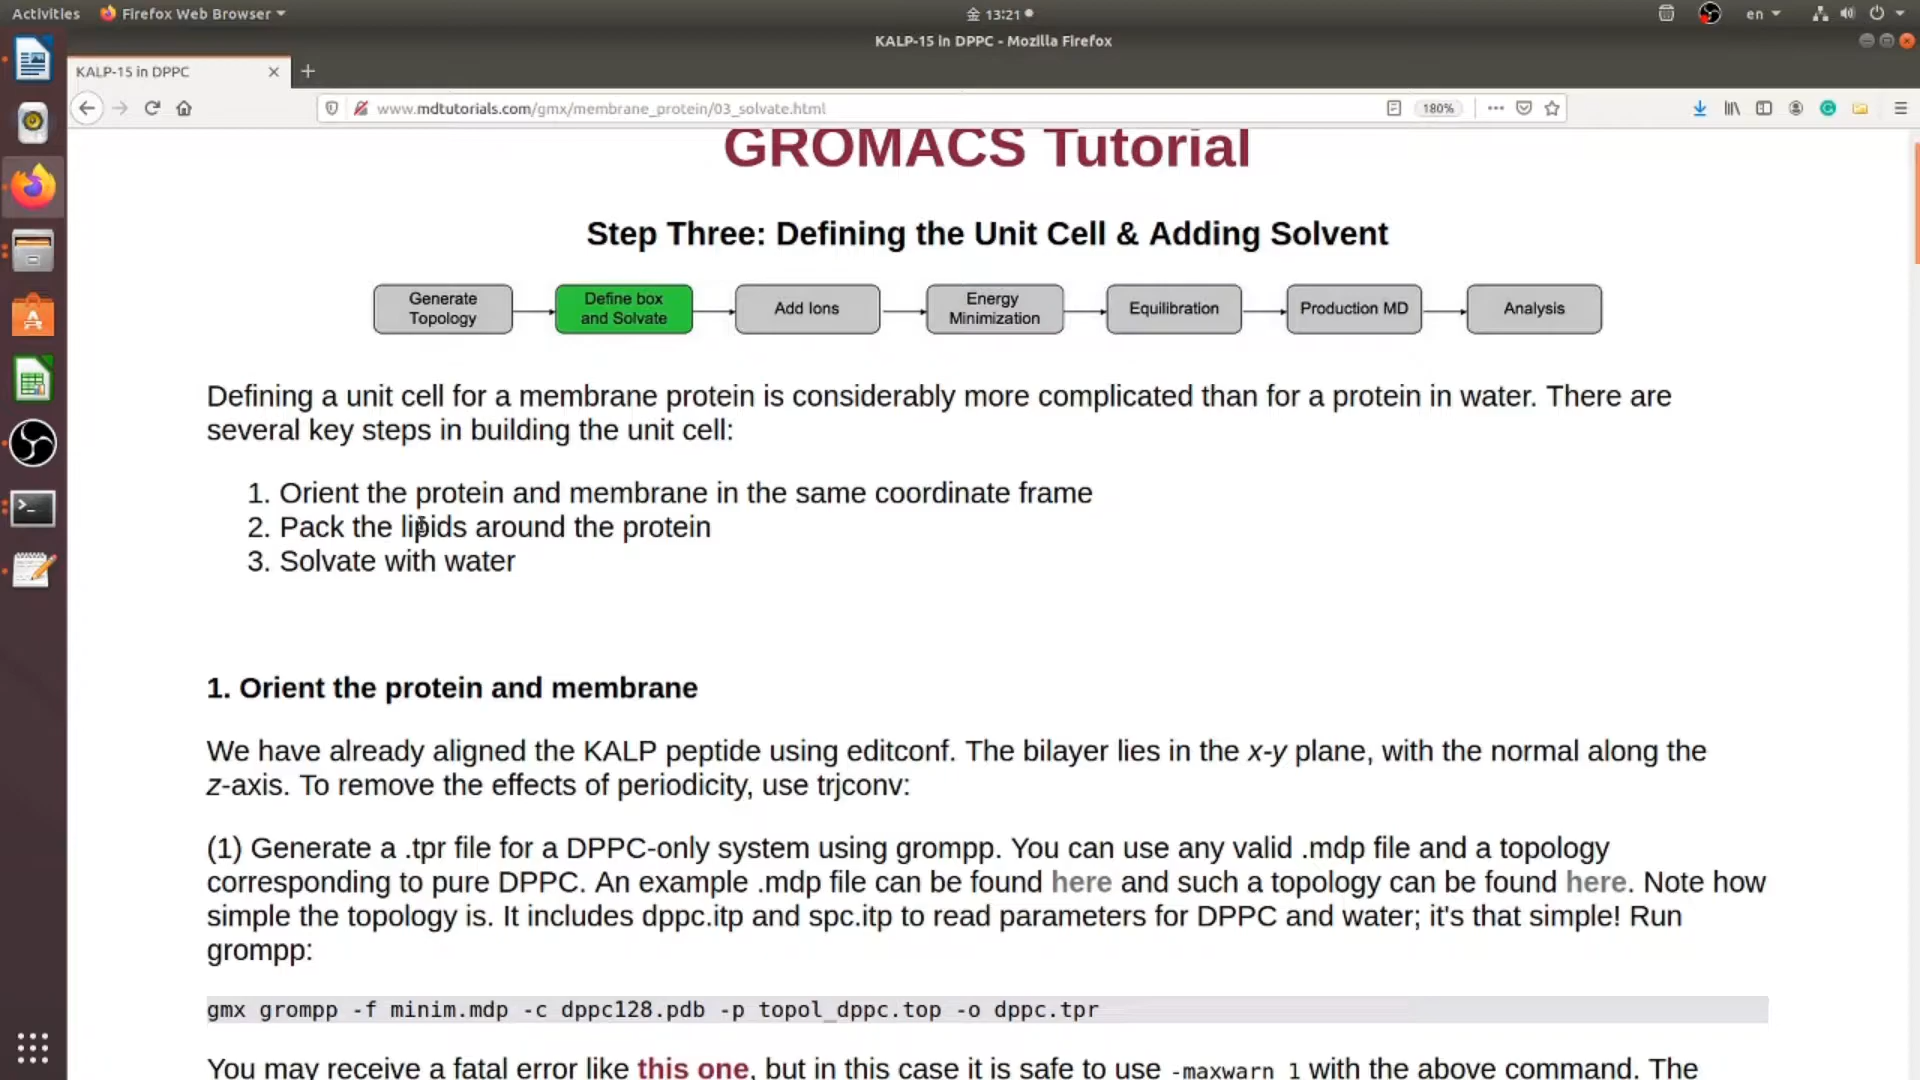 Activities
Firefox Web Browser
金 13:21
en
KALP-15 in DPPC - Mozilla Firefox
KALP-15 in DPPC
www.mdtutorials.com/gmx/membrane_protein/03_solvate.html
180%
GROMACS Tutorial
Step Three: Defining the Unit Cell & Adding Solvent
Generate
Topology
Define box
and Solvate
Add Ions
Energy
Minimization
Equilibration
Production MD
Analysis
Defining a unit cell for a membrane protein is considerably more complicated than for a protein in water. There are
several key steps in building the unit cell:
1. Orient the protein and membrane in the same coordinate frame
2. Pack the lipids around the protein
3. Solvate with water
1. Orient the protein and membrane
We have already aligned the KALP peptide using editconf. The bilayer lies in the x-y plane, with the normal along the
z-axis. To remove the effects of periodicity, use trjconv:
(1) Generate a .tpr file for a DPPC-only system using grompp. You can use any valid .mdp file and a topology
corresponding to pure DPPC. An example .mdp file can be found here and such a topology can be found here. Note how
simple the topology is. It includes dppc.itp and spc.itp to read parameters for DPPC and water; it's that simple! Run
grompp:
gmx grompp -f minim.mdp -c dppc128.pdb -p topol_dppc.top -o dppc.tpr
You may receive a fatal error like this one, but in this case it is safe to use -maxwarn 1 with the above command. The